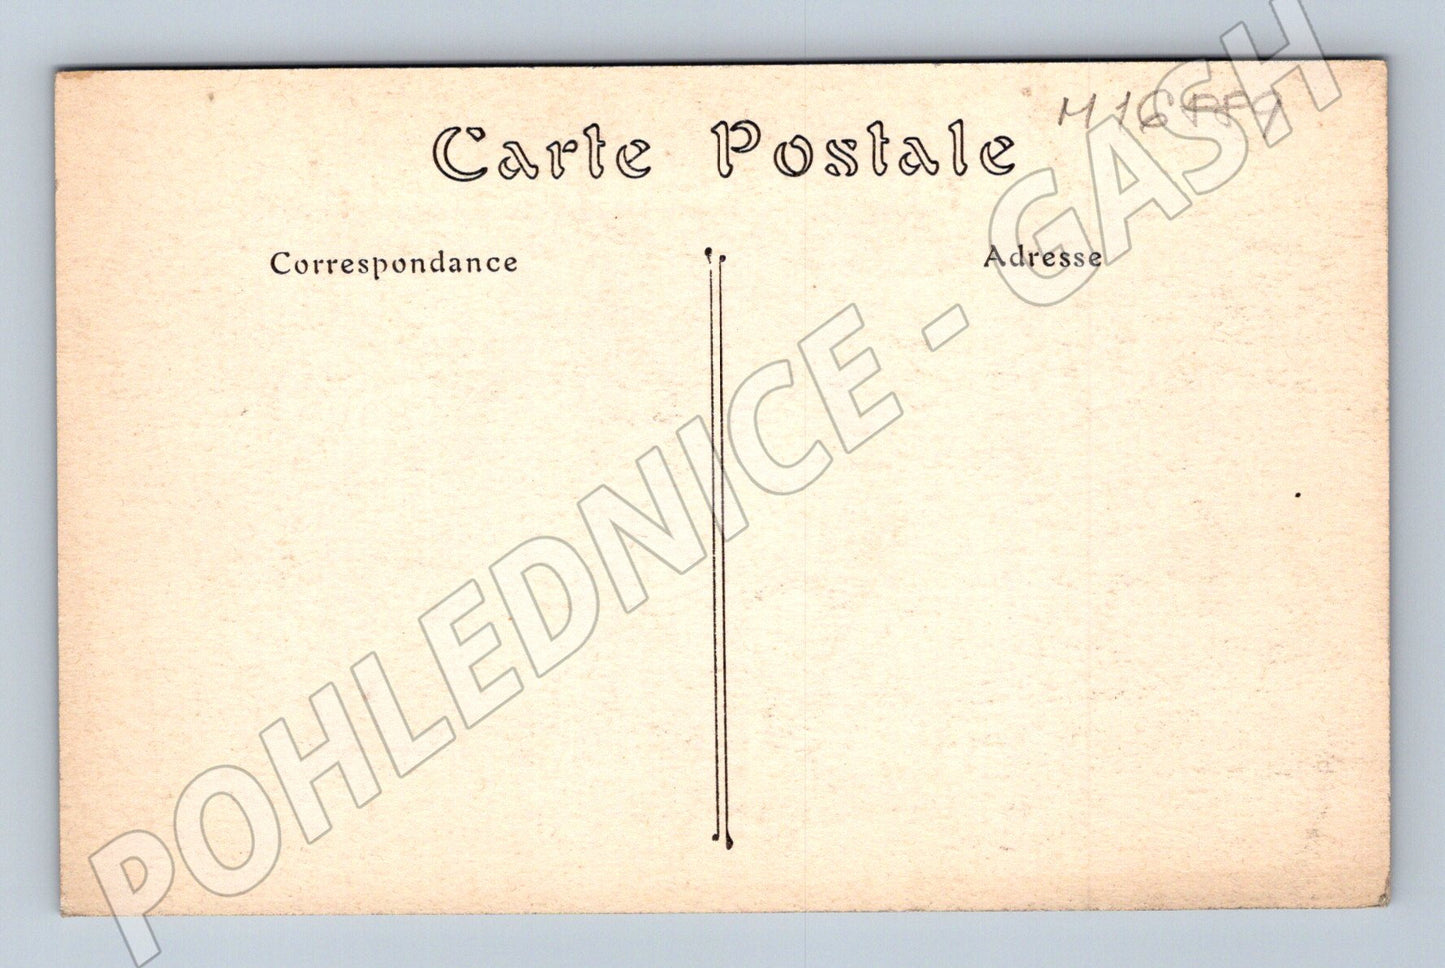 Carte Postale
Correspondance
Adresse
POHLEDNICE - GASH